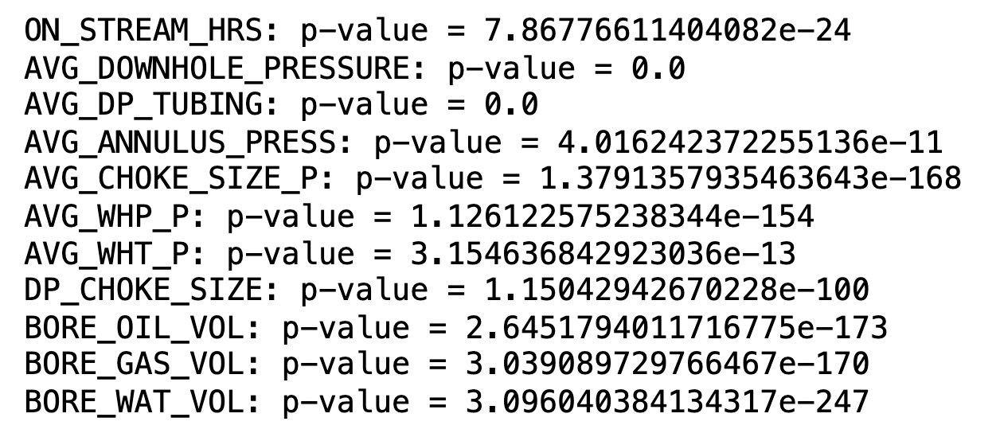 ON_STREAM_HRS: p-value = 7.86776611404082e-24
AVG_DOWNHOLE_PRESSURE: p-value = 0.0
AVG_DP_TUBING: p-value = 0.0
AVG_ANNULUS_PRESS: p-value = 4.016242372255136e-11
AVG_CHOKE_SIZE_P: p-value = 1.3791357935463643e-168
AVG_WHP_P: p-value = 1.126122575238344e-154
AVG_WHT_P: p-value = 3.154636842923036e-13
DP_CHOKE_SIZE: p-value = 1.15042942670228e-100
BORE_OIL_VOL: p-value = 2.6451794011716775e-173
BORE_GAS_VOL: p-value = 3.039089729766467e-170
BORE_WAT_VOL: p-value = 3.096040384134317e-247